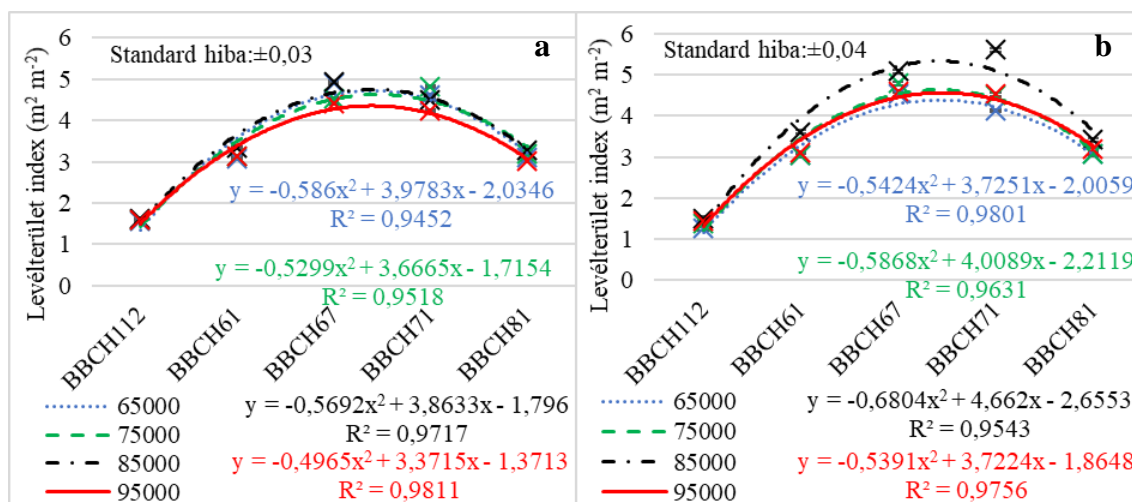 Levélterület index (m² m⁻²)
6
5
4
3
2
1
0
Standard hiba:±0,03
a
y = -0,586x² + 3,9783x - 2,0346
R² = 0,9452
y = -0,5299x² + 3,6665x - 1,7154
R² = 0,9518
BBCH112
BBCH61
BBCH67
BBCH71
BBCH81
65000
75000
85000
95000
y = -0,5692x² + 3,8633x - 1,796
R² = 0,9717
y = -0,4965x² + 3,3715x - 1,3713
R² = 0,9811
Levélterület index (m² m⁻²)
6
5
4
3
2
1
0
Standard hiba:±0,04
b
y = -0,5424x² + 3,7251x - 2,0059
R² = 0,9801
y = -0,5868x² + 4,0089x - 2,2119
R² = 0,9631
BBCH112
BBCH61
BBCH67
BBCH71
BBCH81
65000
75000
85000
95000
y = -0,6804x² + 4,662x - 2,6553
R² = 0,9543
y = -0,5391x² + 3,7224x - 1,8648
R² = 0,9756